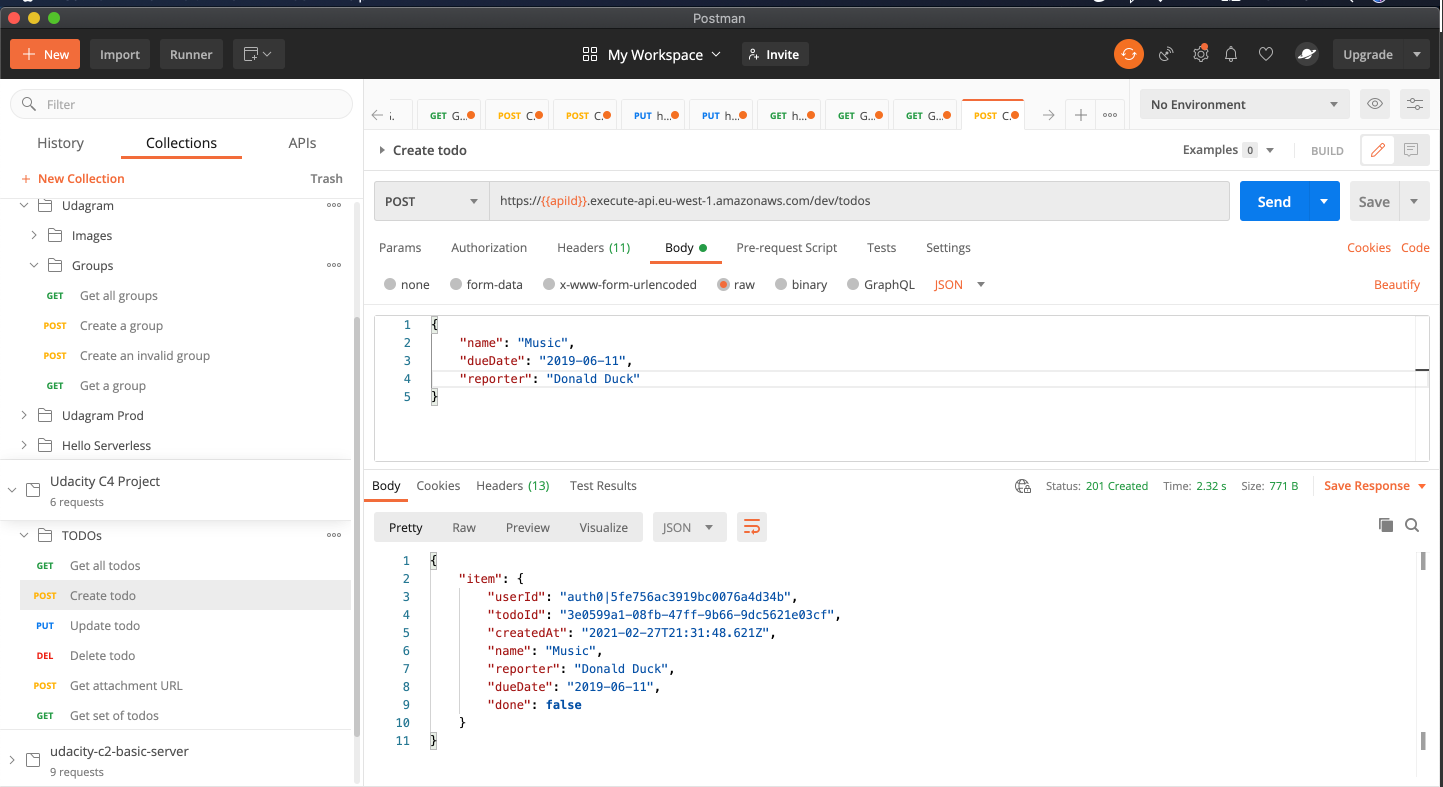 Postman
New
Import
Runner
My Workspace
Invite
Upgrade
Filter
History
Collections
APIs
+ New Collection
Trash
Udagram
Images
Groups
GET Get all groups
POST Create a group
POST Create an invalid group
GET Get a group
Udagram Prod
Hello Serverless
Udacity C4 Project
6 requests
TODOs
GET Get all todos
POST Create todo
PUT Update todo
DEL Delete todo
POST Get attachment URL
GET Get set of todos
udacity-c2-basic-server
9 requests
GET G... POST C... POST C... PUT h... PUT h... GET h... GET G... GET G... POST C...
No Environment
Create todo
Examples 0
BUILD
POST
https://{{apiId}}.execute-api.eu-west-1.amazonaws.com/dev/todos
Send
Save
Params Authorization Headers (11) Body Pre-request Script Tests Settings
Cookies Code
none form-data x-www-form-urlencoded raw binary GraphQL JSON
Beautify
1 {
2 "name": "Music",
3 "dueDate": "2019-06-11",
4 "reporter": "Donald Duck"
5 }
Body Cookies Headers (13) Test Results
Status: 201 Created Time: 2.32 s Size: 771 B
Save Response
Pretty Raw Preview Visualize JSON
1 {
2 "item": {
3 "userId": "auth0|5fe756ac3919bc0076a4d34b",
4 "todoId": "3e0599a1-08fb-47ff-9b66-9dc5621e03cf",
5 "createdAt": "2021-02-27T21:31:48.621Z",
6 "name": "Music",
7 "reporter": "Donald Duck",
8 "dueDate": "2019-06-11",
9 "done": false
10 }
11 }